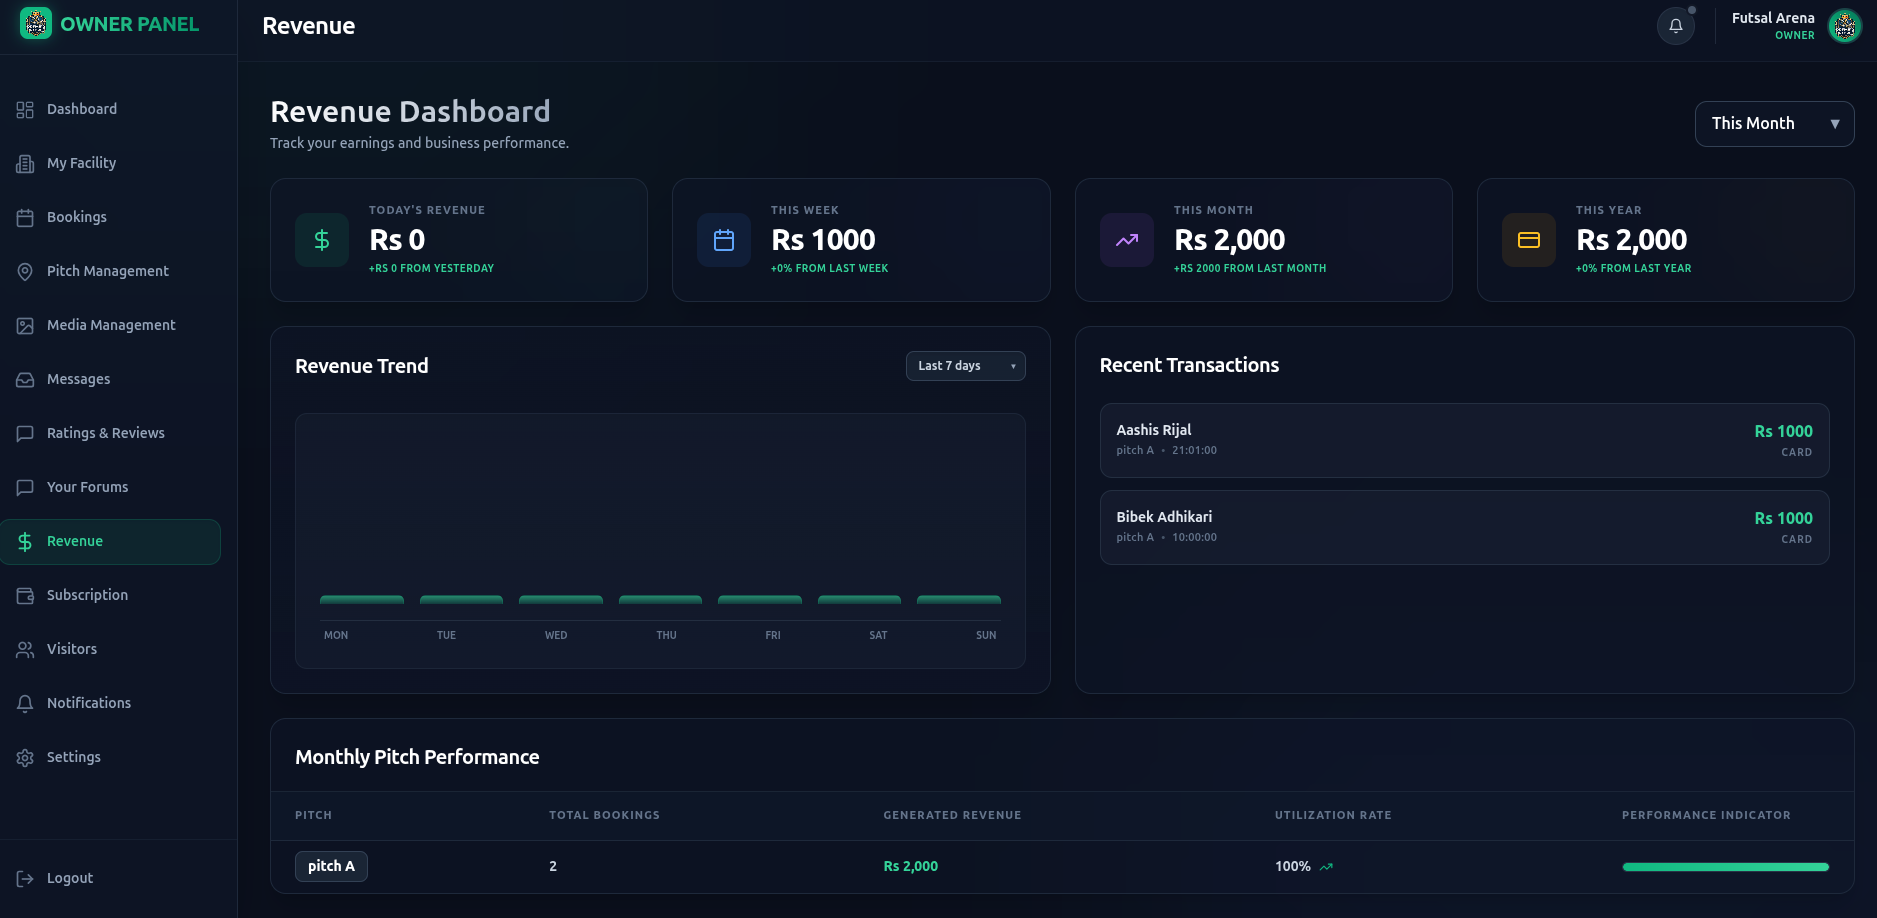 OWNER PANEL
Dashboard
My Facility
Bookings
Pitch Management
Media Management
Messages
Ratings & Reviews
Your Forums
Revenue
Subscription
Visitors
Notifications
Settings
Logout
Revenue
Futsal Arena
OWNER
Revenue Dashboard
Track your earnings and business performance.
This Month
TODAY'S REVENUE
Rs 0
+RS 0 FROM YESTERDAY
THIS WEEK
Rs 1000
+0% FROM LAST WEEK
THIS MONTH
Rs 2,000
+RS 2000 FROM LAST MONTH
THIS YEAR
Rs 2,000
+0% FROM LAST YEAR
Revenue Trend
Last 7 days
MON TUE WED THU FRI SAT SUN
Recent Transactions
Aashis Rijal
pitch A • 21:01:00
Rs 1000
CARD
Bibek Adhikari
pitch A • 10:00:00
Rs 1000
CARD
Monthly Pitch Performance
PITCH TOTAL BOOKINGS GENERATED REVENUE UTILIZATION RATE PERFORMANCE INDICATOR
pitch A 2 Rs 2,000 100%